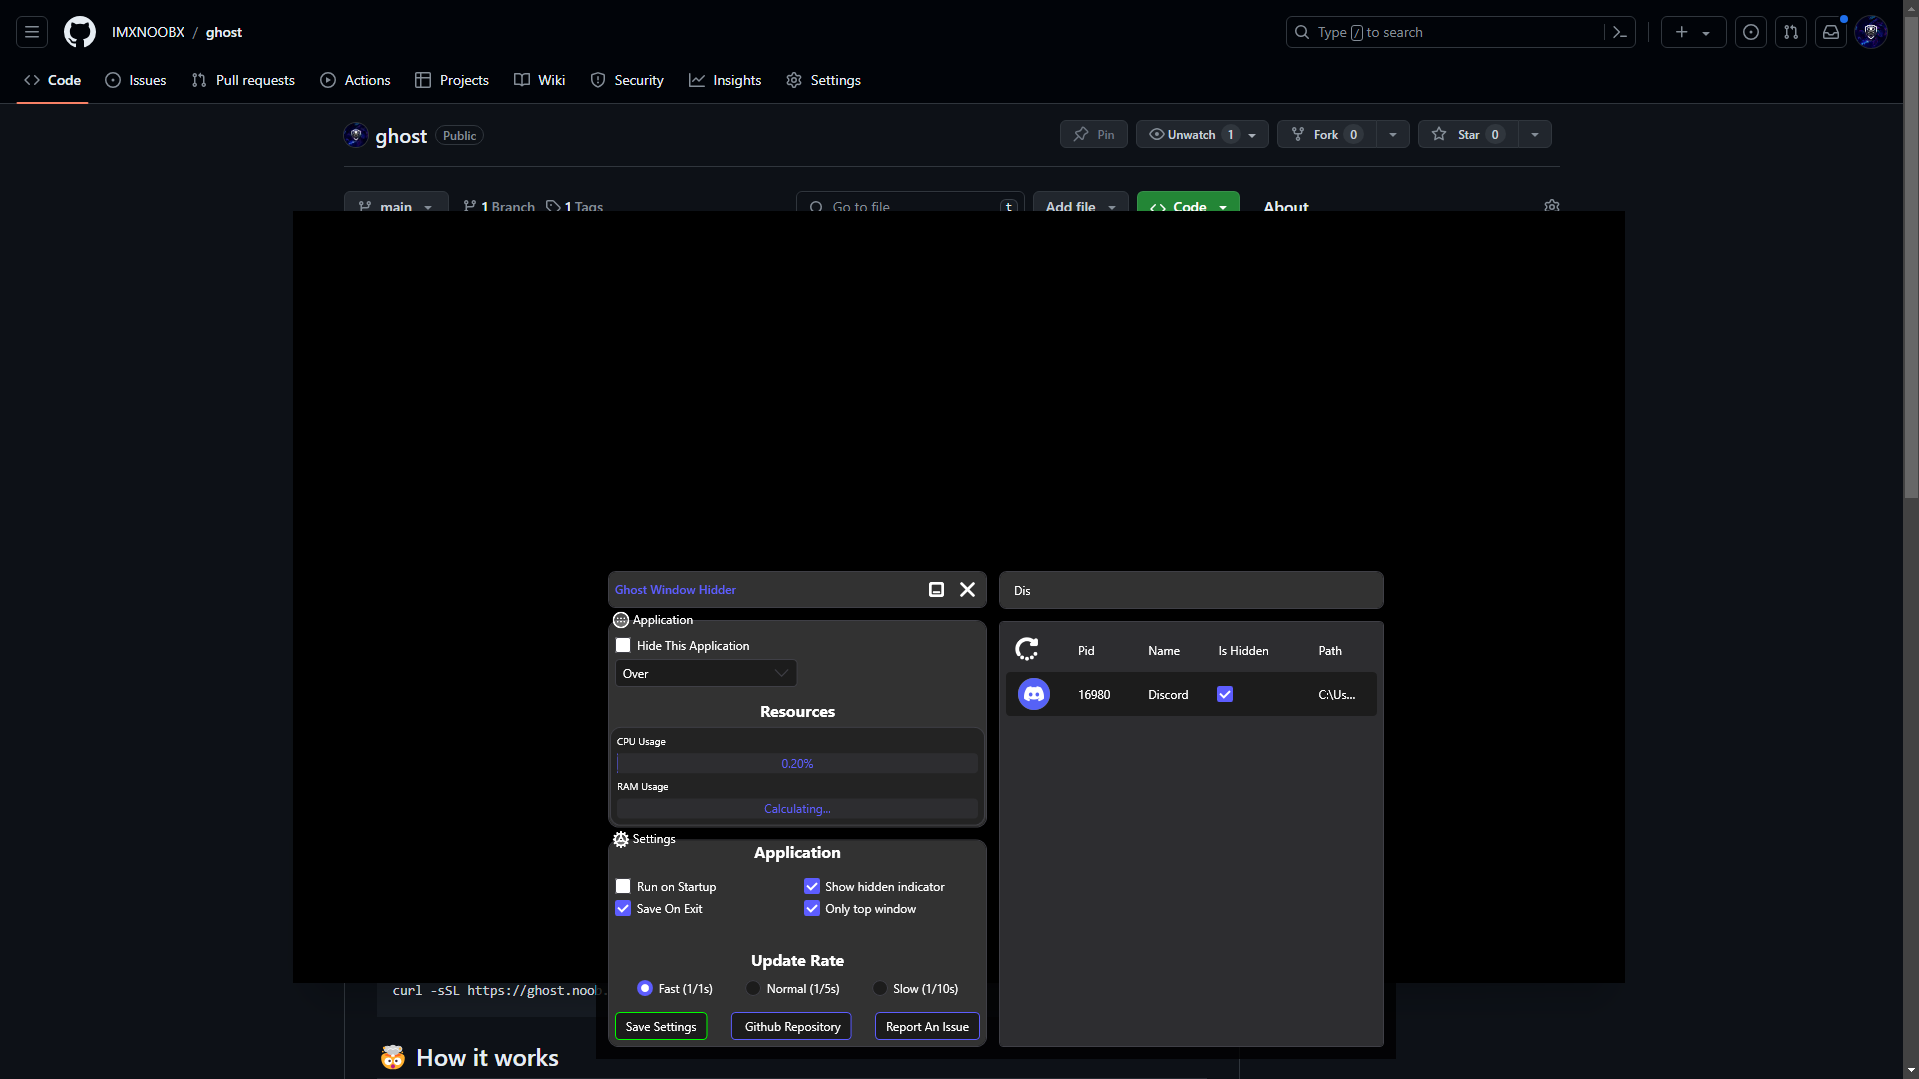 IMXNOOBX / ghost
Type / to search
Code Issues Pull requests Actions Projects Wiki Security Insights Settings
ghost Public
Pin Unwatch 1 Fork 0 Star 0
main 1 Branch 1 Tags Go to file t Add file Code About
Ghost Window Hidder
Application
Hide This Application
Over
Resources
CPU Usage
0.20%
RAM Usage
Calculating...
Settings
Application
Run on Startup Show hidden indicator
Save On Exit Only top window
Update Rate
Fast (1/1s) Normal (1/5s) Slow (1/10s)
Save Settings Github Repository Report An Issue
Dis
Pid Name Is Hidden Path
16980 Discord C:\Us...
curl -sSL https://ghost.noob.
How it works